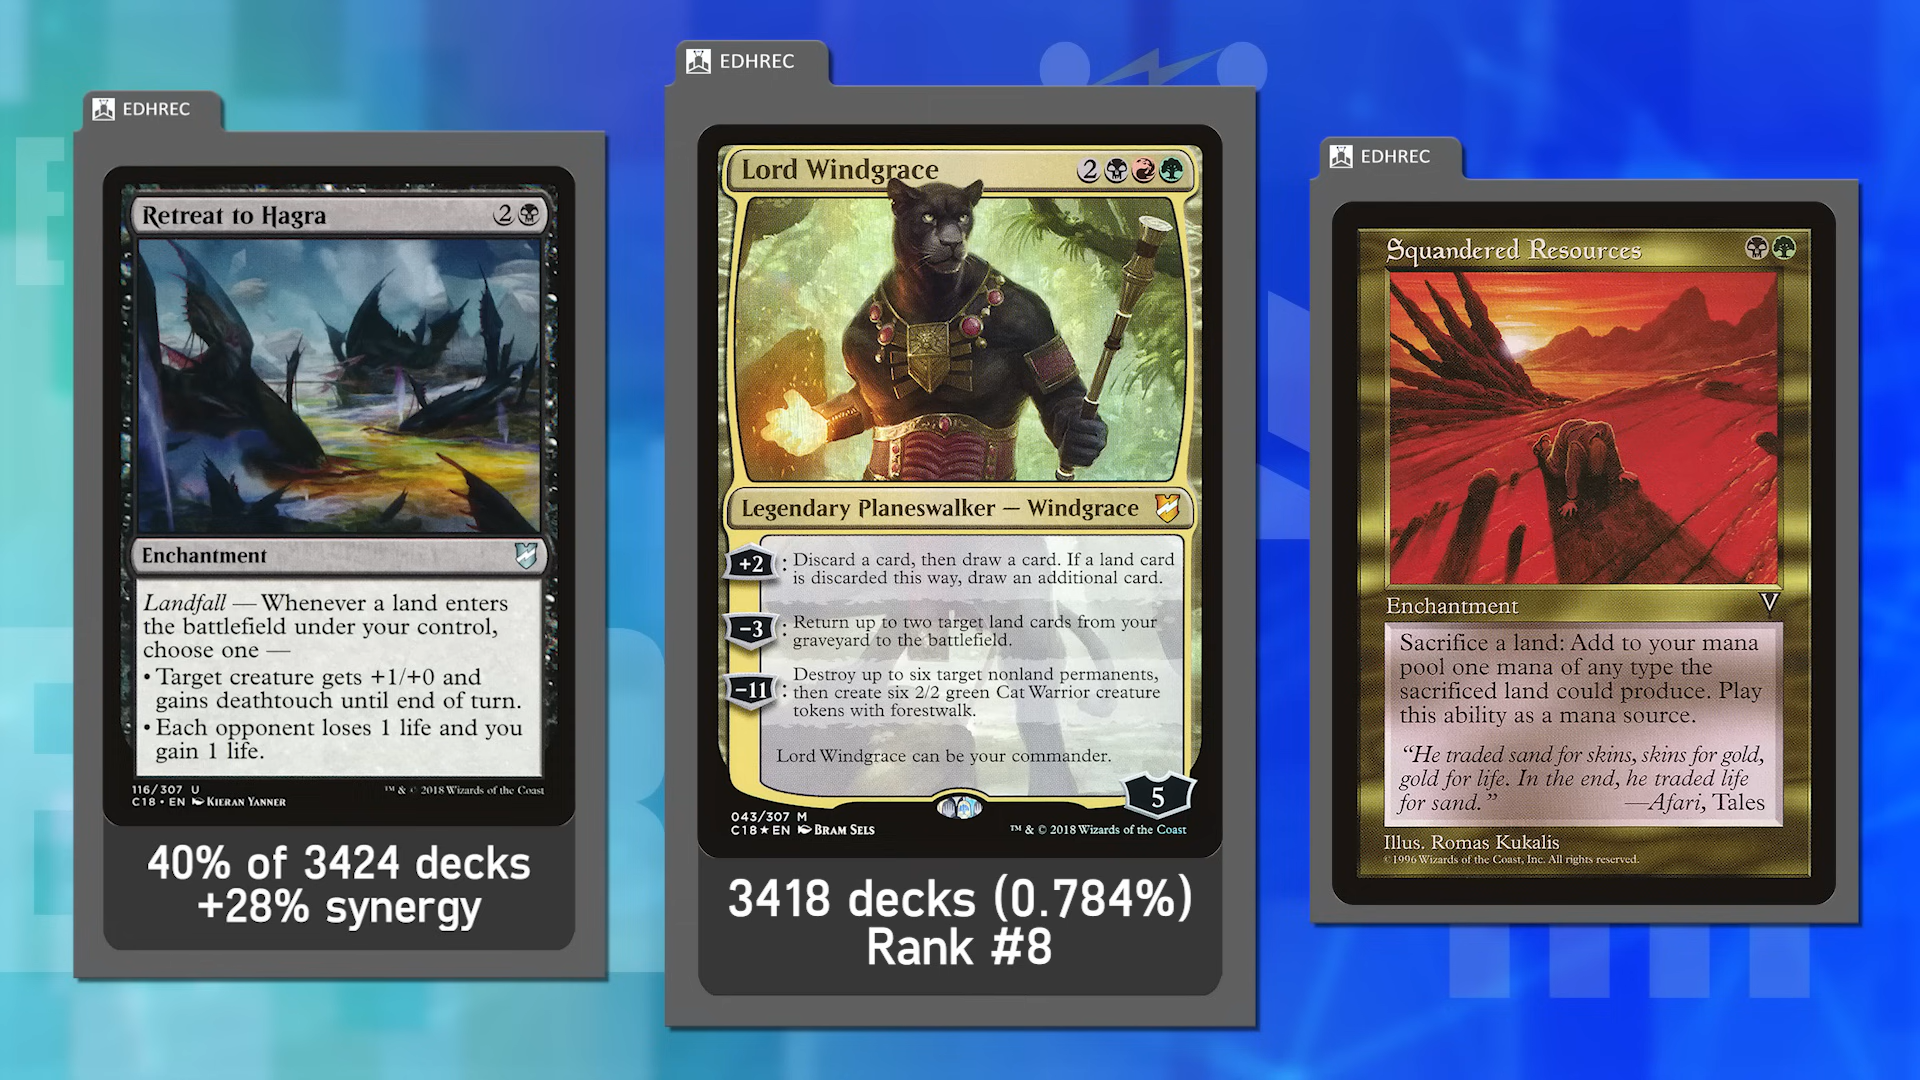 EDHREC
Retreat to Hagra 2
Enchantment
Landfall — Whenever a land enters
the battlefield under your control,
choose one —
• Target creature gets +1/+0 and
gains deathtouch until end of turn.
• Each opponent loses 1 life and you
gain 1 life.
116/307 U
C18 • EN Kieran Yanner
™ & © 2018 Wizards of the Coast
40% of 3424 decks
+28% synergy
EDHREC
Lord Windgrace 2
Legendary Planeswalker — Windgrace
+2 : Discard a card, then draw a card. If a land card
is discarded this way, draw an additional card.
−3 : Return up to two target land cards from your
graveyard to the battlefield.
−11 : Destroy up to six target nonland permanents,
then create six 2/2 green Cat Warrior creature
tokens with forestwalk.
Lord Windgrace can be your commander.
5
043/307 M
C18★EN Bram Sels
™ & © 2018 Wizards of the Coast
3418 decks (0.784%)
Rank #8
EDHREC
Squandered Resources
Enchantment
Sacrifice a land: Add to your mana
pool one mana of any type the
sacrificed land could produce. Play
this ability as a mana source.
“He traded sand for skins, skins for gold,
gold for life. In the end, he traded life
for sand.” —Afari, Tales
Illus. Romas Kukalis
©1996 Wizards of the Coast, Inc. All rights reserved.